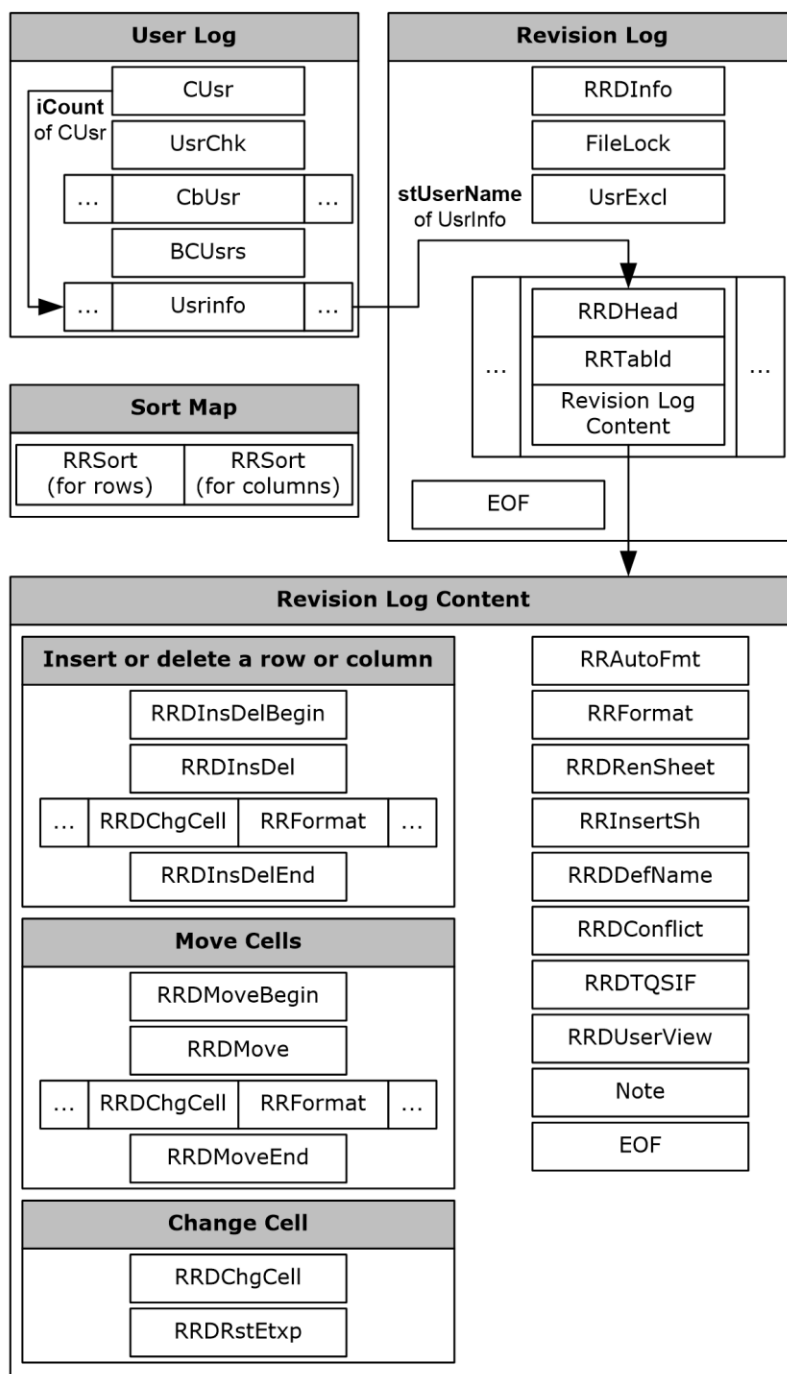 User Log
CUsr
iCount
of CUsr
UsrChk
... CbUsr ...
BCUsrs
... Usrinfo ...
stUserName
of UsrInfo
Revision Log
RRDInfo
FileLock
UsrExcl
...
RRDHead
RRTabld
Revision Log
Content
...
EOF
Sort Map
RRSort
(for rows)
RRSort
(for columns)
Revision Log Content
Insert or delete a row or column
RRDInsDelBegin
RRDInsDel
... RRDChgCell RRFormat ...
RRDInsDelEnd
Move Cells
RRDMoveBegin
RRDMove
... RRDChgCell RRFormat ...
RRDMoveEnd
Change Cell
RRDChgCell
RRDRstEtxp
RRAutoFmt
RRFormat
RRDRenSheet
RRInsertSh
RRDDefName
RRDConflict
RRDTQSIF
RRDUserView
Note
EOF